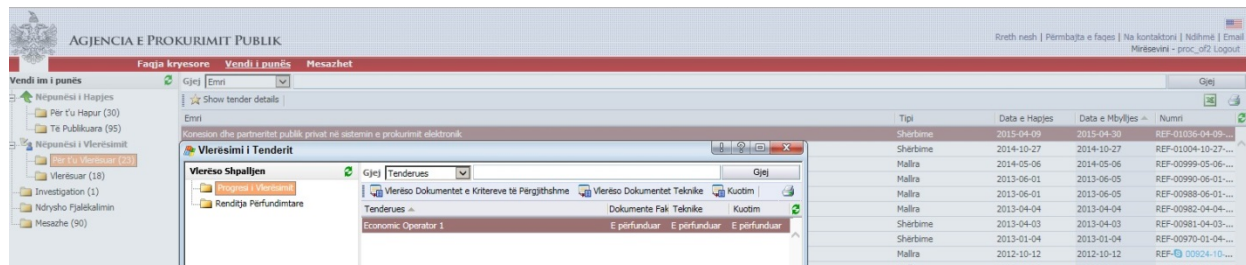 AGJENCIA E PROKURIMIT PUBLIK
Rreth nesh | Përmbajta e faqes | Na kontaktoni | Ndihmë | Email
Mirësevini - proc_of2 Logout
Faqja kryesore Vendi i punës Mesazhet
Vendi im i punës
Gjej Emri Gjej
Nëpunësi i Hapjes
Për t'u Hapur (30)
Të Publikuara (95)
Nëpunësi i Vlerësimit
Për t'u Vlerësuar (23)
Vlerësuar (18)
Investigation (1)
Ndrysho Fjalëkalimin
Mesazhe (90)
Show tender details
Emri Tipi Data e Hapjes Data e Mbylljes Numri
Konesion dhe partneritet publik privat në sistemin e prokurimit elektronik Shërbime 2015-04-09 2015-04-30 REF-01036-04-09-...
Shërbime 2014-10-27 2014-10-27 REF-01004-10-27-...
Mallra 2014-05-06 2014-05-06 REF-00999-05-06-...
Mallra 2013-06-01 2013-06-05 REF-00990-06-01-...
Mallra 2013-06-01 2013-06-05 REF-00988-06-01-...
Mallra 2013-04-04 2013-04-04 REF-00982-04-04-...
Shërbime 2013-04-03 2013-04-03 REF-00981-04-03-...
Shërbime 2013-01-04 2013-01-04 REF-00970-01-04-...
Mallra 2012-10-12 2012-10-12 REF- 00924-10-...
Vlerësimi i Tenderit
Vlerëso Shpalljen
Progresi i Vlerësimit
Renditja Përfundimtare
Gjej Tenderues Gjej
Vlerëso Dokumentet e Kritereve të Përgjithshme Vlerëso Dokumentet Teknike Kuotim
Tenderues Dokumente Fak Teknike Kuotim
Economic Operator 1 E përfunduar E përfunduar E përfunduar